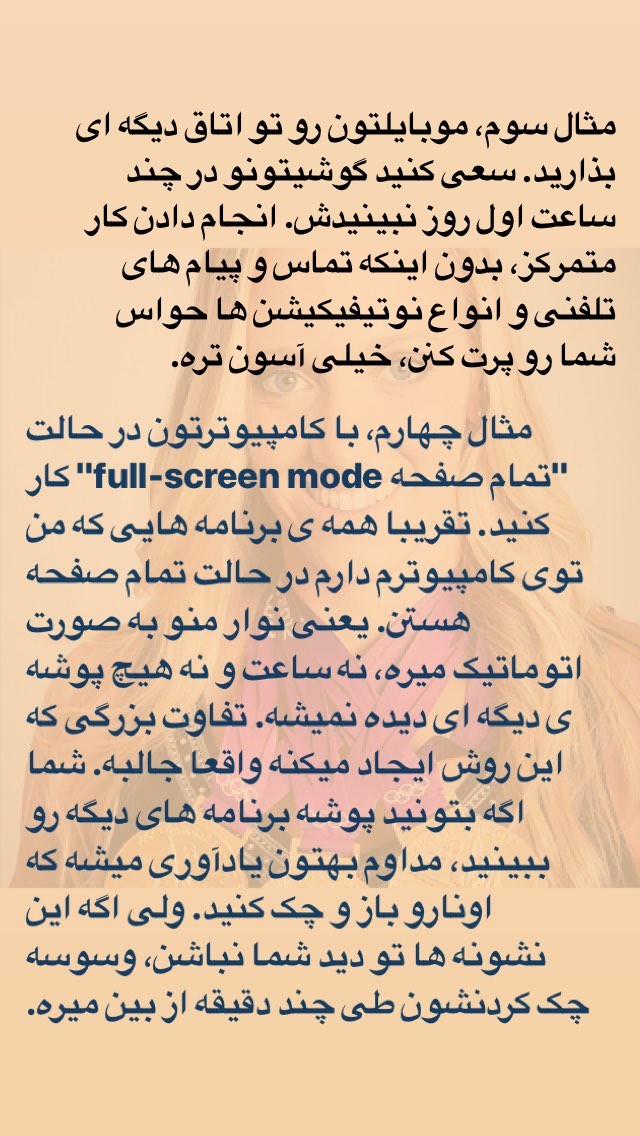 مثال سوم، موبایلتون رو تو اتاق دیگه ای
بذارید. سعی کنید گوشیتونو در چند
ساعت اول روز نبینیدش. انجام دادن کار
متمرکز، بدون اینکه تماس و پیام های
تلفنی و انواع نوتیفیکیشن ها حواس
شما رو پرت کنن، خیلی آسون تره.
مثال چهارم، با کامپیوترتون در حالت
"تمام صفحه full-screen mode" کار
کنید. تقریبا همه ی برنامه هایی که من
توی کامپیوترم دارم در حالت تمام صفحه
هستن. یعنی نوار منو به صورت
اتوماتیک میره، نه ساعت و نه هیچ پوشه
ی دیگه ای دیده نمیشه. تفاوت بزرگی که
این روش ایجاد میکنه واقعا جالبه. شما
اگه بتونید پوشه برنامه های دیگه رو
ببینید، مداوم بهتون یادآوری میشه که
اونارو باز و چک کنید. ولی اگه این
نشونه ها تو دید شما نباشن، وسوسه
چک کردنشون طی چند دقیقه از بین میره.